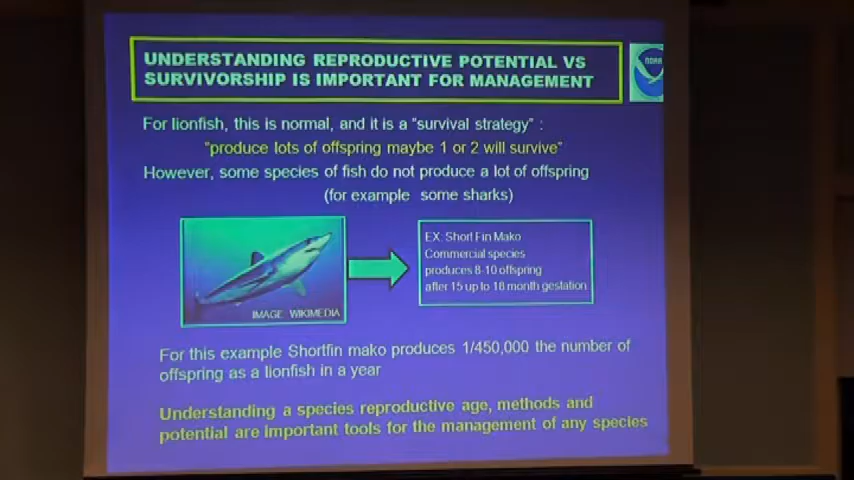 UNDERSTANDING REPRODUCTIVE POTENTIAL VS
SURVIVORSHIP IS IMPORTANT FOR MANAGEMENT
NOAA
For lionfish, this is normal, and it is a "survival strategy" :
"produce lots of offspring maybe 1 or 2 will survive"
However, some species of fish do not produce a lot of offspring
(for example some sharks)
EX: Short Fin Mako
Commercial species
produces 8-10 offspring
after 15 up to 18 month gestation
IMAGE: WIKIMEDIA
For this example Shortfin mako produces 1/450,000 the number of
offspring as a lionfish in a year
Understanding a species reproductive age, methods and
potential are important tools for the management of any species